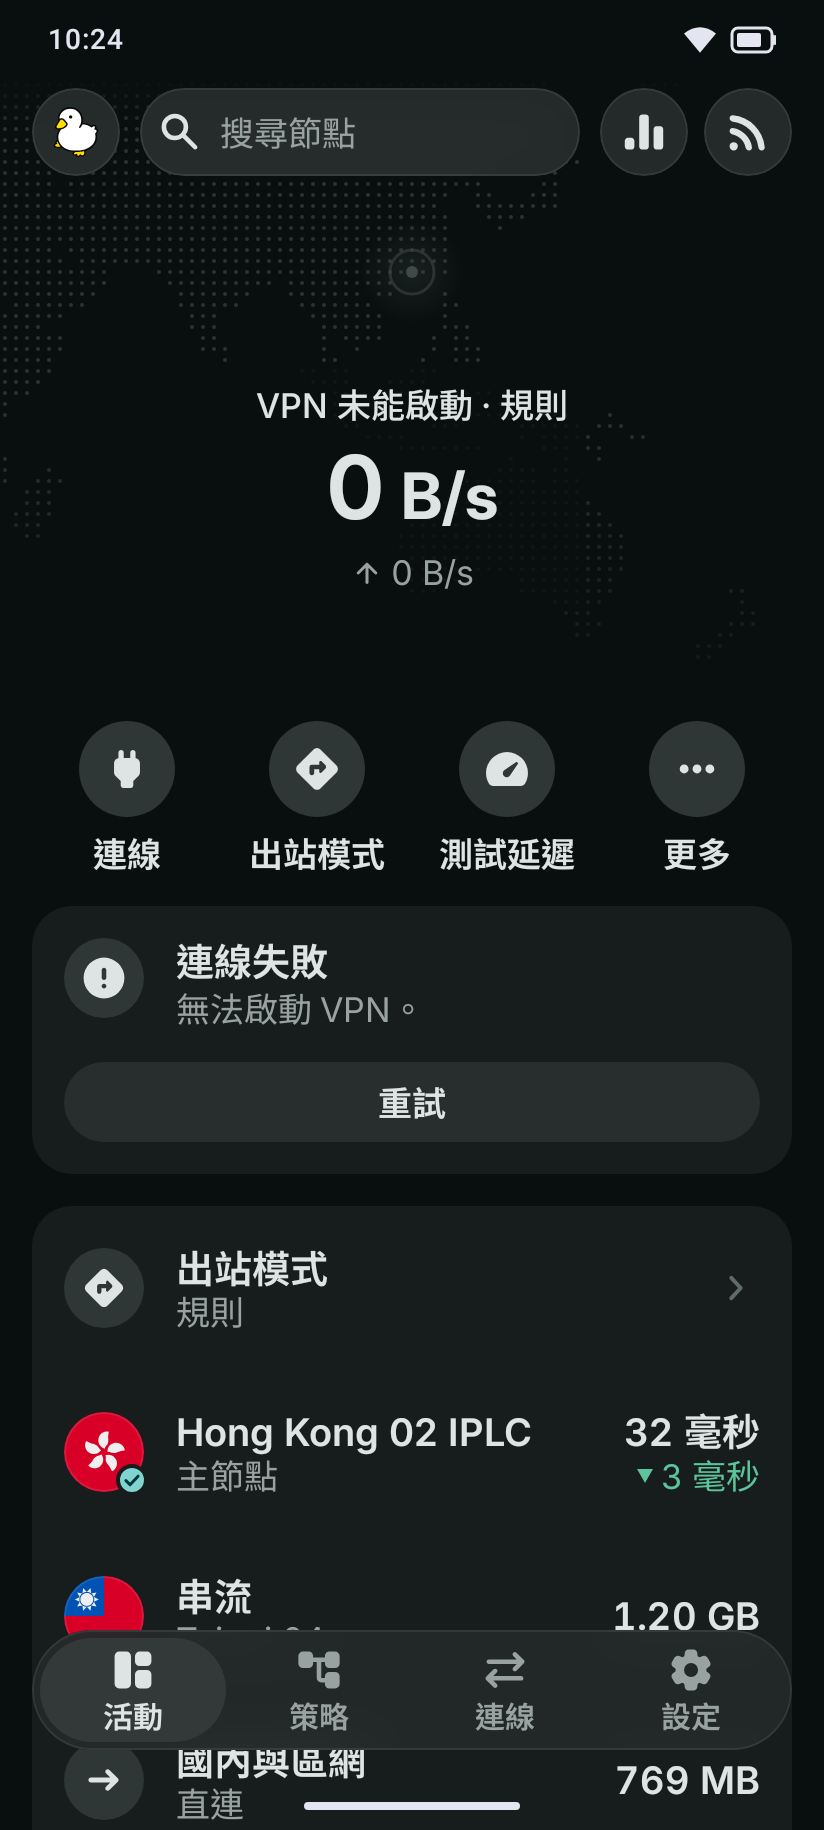 10:24
搜尋節點
VPN 未能啟動 · 規則
0 B/s
↑ 0 B/s
連線
出站模式
測試延遲
更多
連線失敗
無法啟動 VPN。
重試
出站模式
規則
Hong Kong 02 IPLC
32 毫秒
主節點
▼3 毫秒
串流
1.20 GB
活動
策略
連線
設定
國內與區網
769 MB
直連